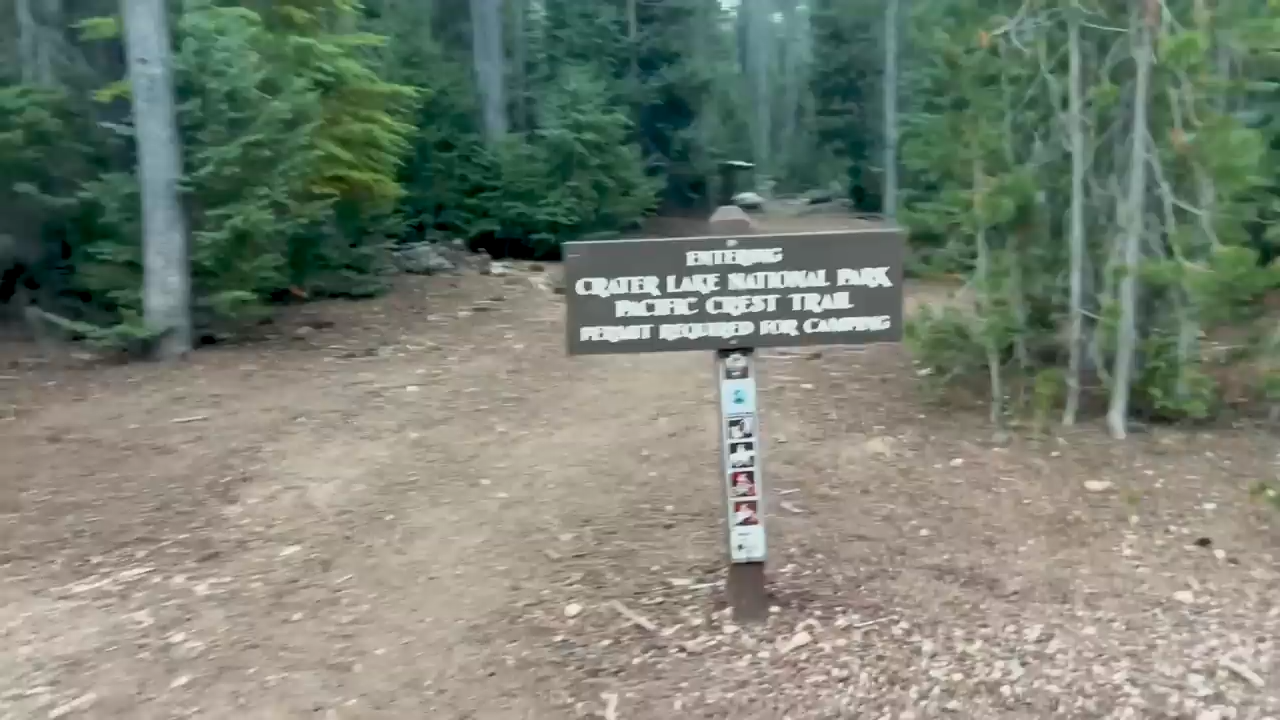 ENTERING
CRATER LAKE NATIONAL PARK
PACIFIC CREST TRAIL
PERMIT REQUIRED FOR CAMPING